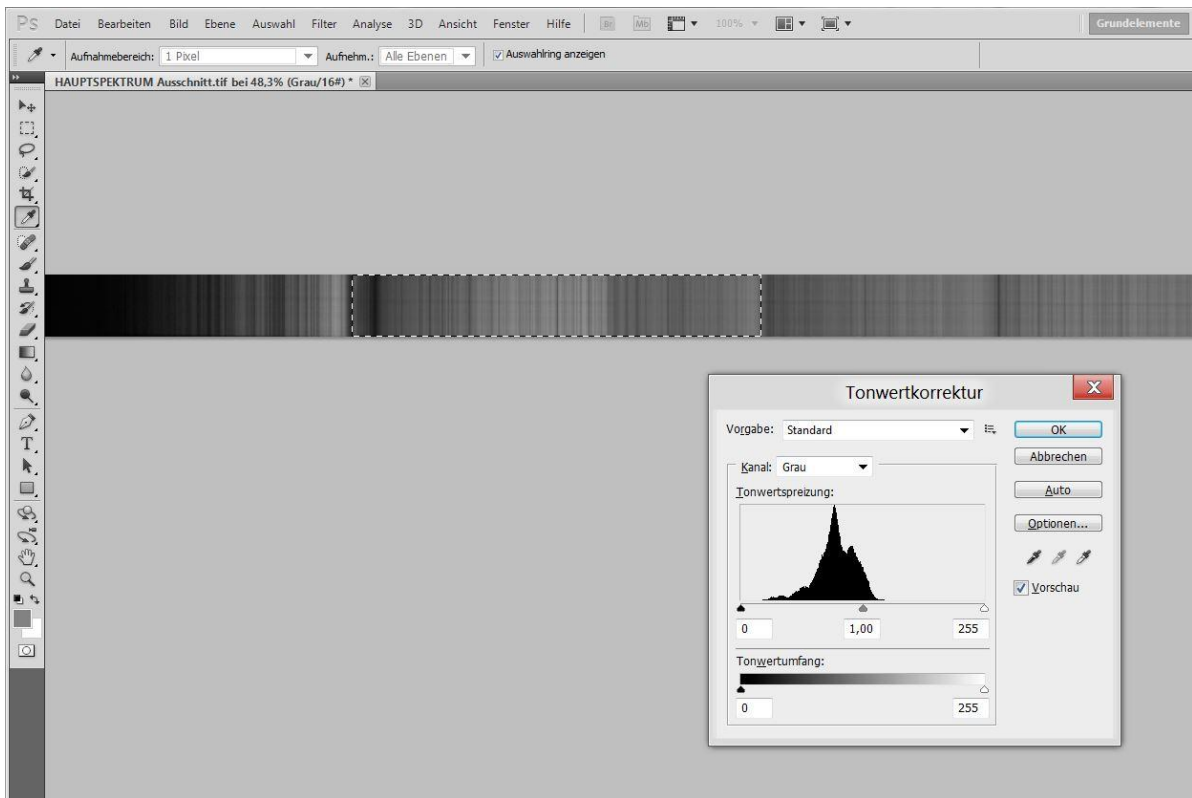 Ps Datei Bearbeiten Bild Ebene Auswahl Filter Analyse 3D Ansicht Fenster Hilfe Br Mb 100% Grundelemente
Aufnahmebereich: 1 Pixel Aufnehm.: Alle Ebenen Auswahlring anzeigen
HAUPTSPEKTRUM Ausschnitt.tif bei 48,3% (Grau/16#) *
Tonwertkorrektur X
Vorgabe: Standard OK
Abbrechen
Kanal: Grau
Tonwertspreizung: Auto
Optionen...
Vorschau
0 1,00 255
Tonwertumfang:
0 255
T